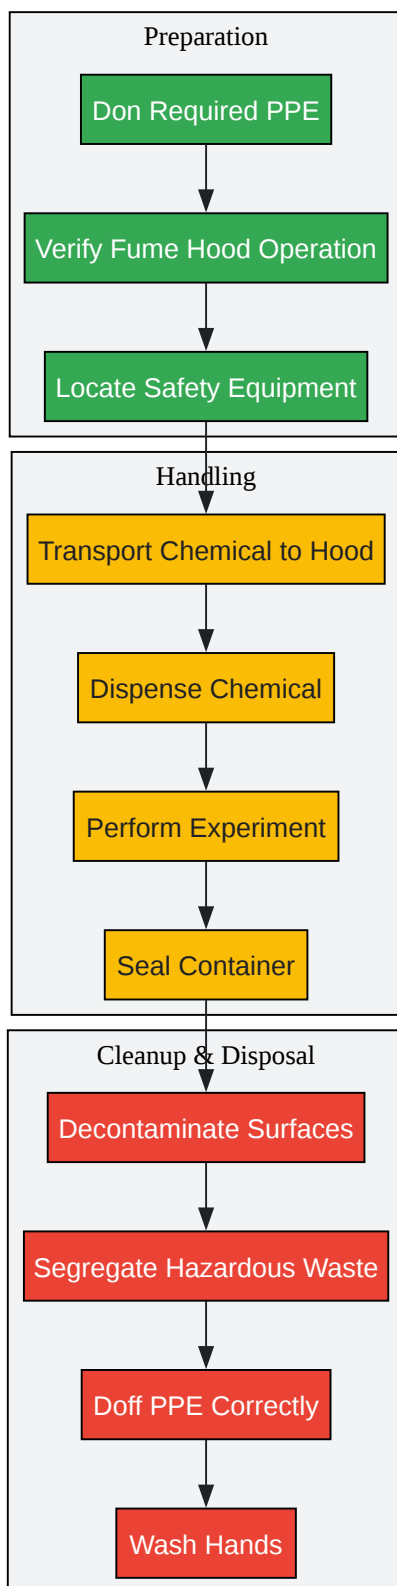 Preparation
Don Required PPE
Verify Fume Hood Operation
Locate Safety Equipment
Handling
Transport Chemical to Hood
Dispense Chemical
Perform Experiment
Seal Container
Cleanup & Disposal
Decontaminate Surfaces
Segregate Hazardous Waste
Doff PPE Correctly
Wash Hands